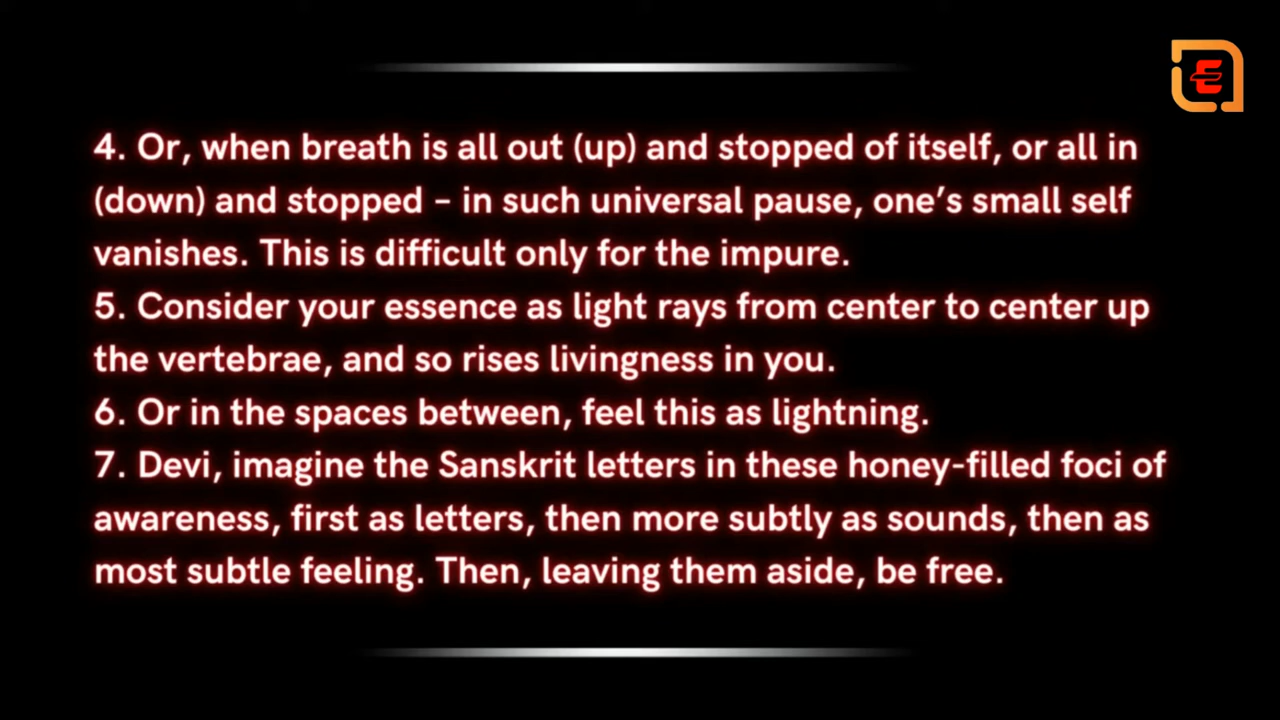 4. Or, when breath is all out (up) and stopped of itself, or all in
(down) and stopped – in such universal pause, one’s small self
vanishes. This is difficult only for the impure.
5. Consider your essence as light rays from center to center up
the vertebrae, and so rises livingness in you.
6. Or in the spaces between, feel this as lightning.
7. Devi, imagine the Sanskrit letters in these honey-filled foci of
awareness, first as letters, then more subtly as sounds, then as
most subtle feeling. Then, leaving them aside, be free.
E